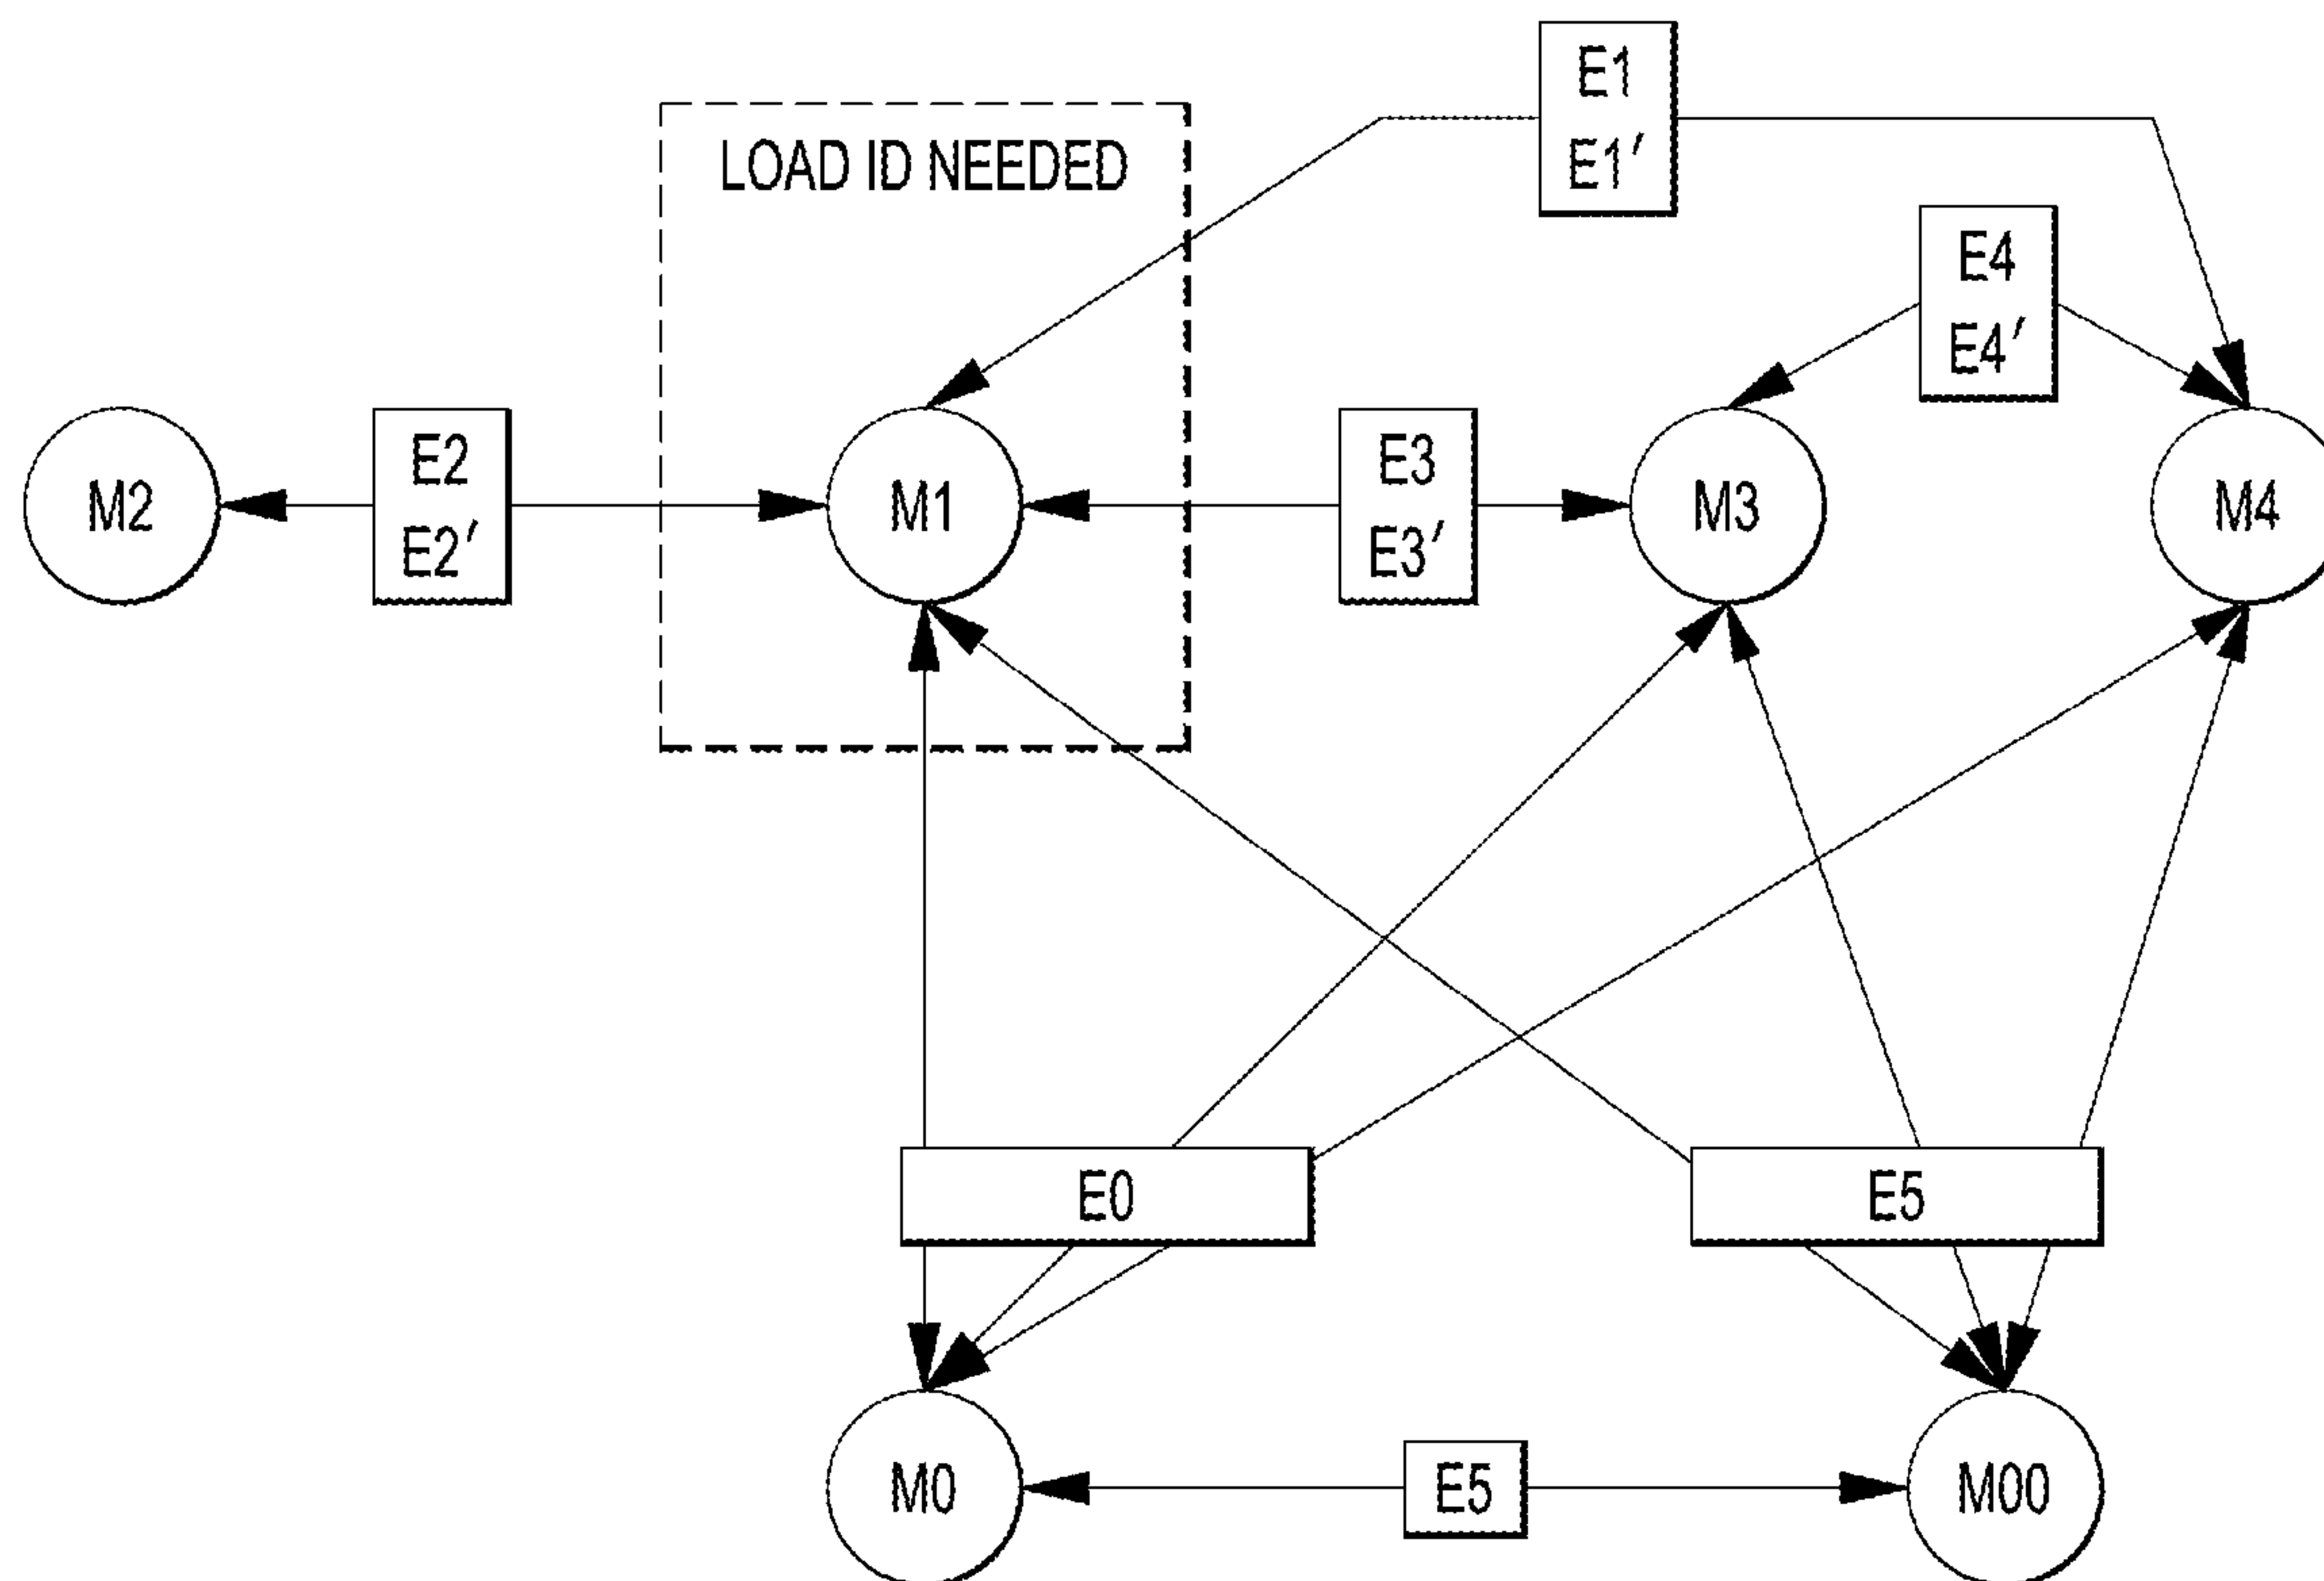 E1
E1′
LOAD ID NEEDED
E4
E4′
M2
E2
E2′
M1
E3
E3′
M3
M4
E0
E5
M0
E5
M00